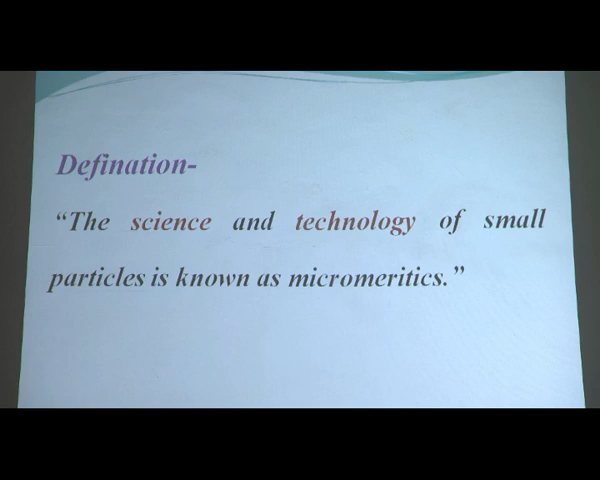 Defination-
“The science and technology of small
particles is known as micromeritics.”